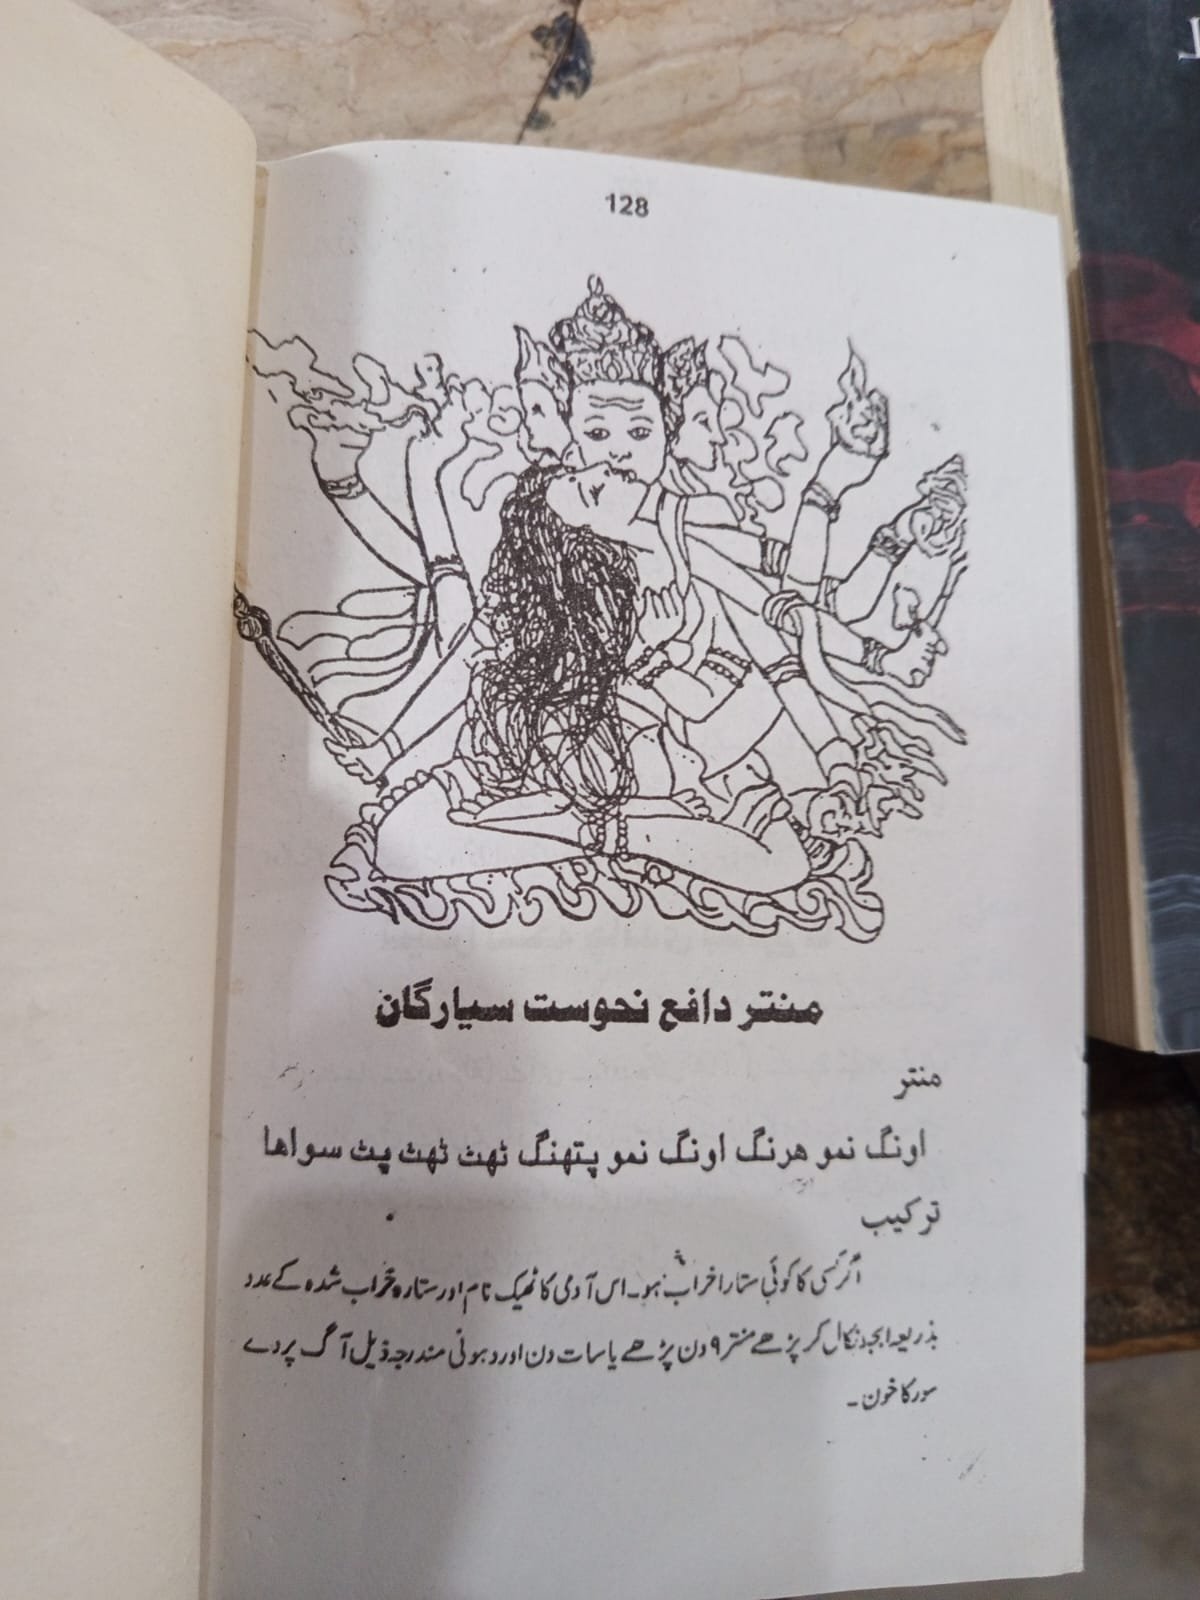 128
منتر دافع نحوست سیارگان
منتر
اونگ نمو ھرنگ اونگ نمو پتھنگ ٹھٹ ٹھٹ پٹ سواھا
ترکیب
اگر کسی کا کوئی ستارا خراب ہو۔ اس آدمی کا ٹھیک نام اور ستارہ خراب شدہ کے عدد
بذریعہ ابجد نکال کر پڑھے منتر ۹ دن پڑھے یا سات دن اور دھونی مندرجہ ذیل آگ پر دے
سور کا خون ۔